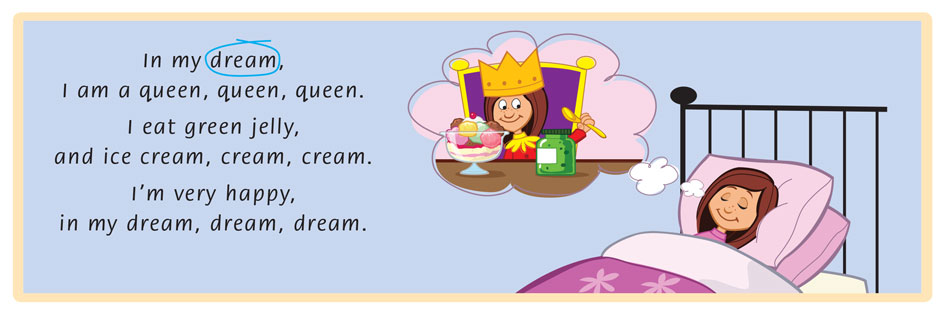 In my dream,
I am a queen, queen, queen.
I eat green jelly,
and ice cream, cream, cream.
I'm very happy,
in my dream, dream, dream.